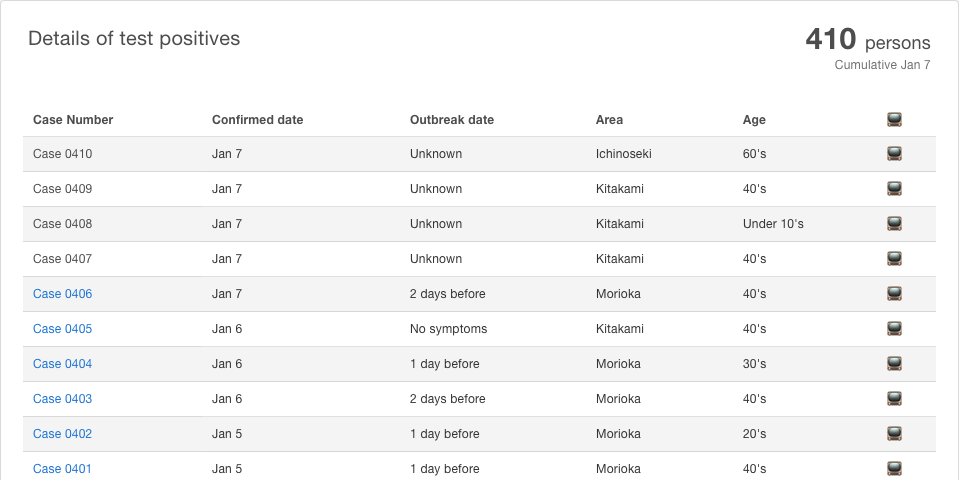 Details of test positives
410 persons
Cumulative Jan 7
Case Number Confirmed date Outbreak date Area Age
Case 0410 Jan 7 Unknown Ichinoseki 60's
Case 0409 Jan 7 Unknown Kitakami 40's
Case 0408 Jan 7 Unknown Kitakami Under 10's
Case 0407 Jan 7 Unknown Kitakami 40's
Case 0406 Jan 7 2 days before Morioka 40's
Case 0405 Jan 6 No symptoms Kitakami 40's
Case 0404 Jan 6 1 day before Morioka 30's
Case 0403 Jan 6 2 days before Morioka 40's
Case 0402 Jan 5 1 day before Morioka 20's
Case 0401 Jan 5 1 day before Morioka 40's